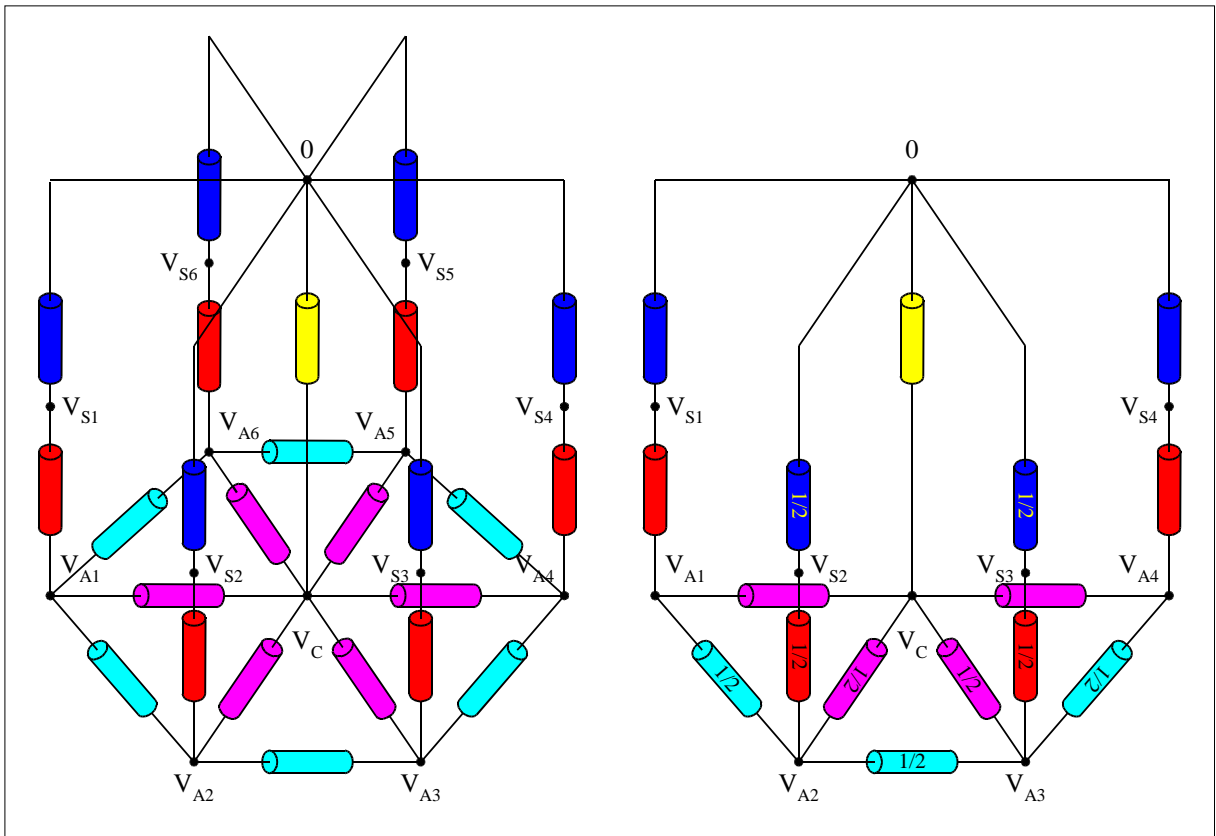 0
0
V_S6
V_S5
V_S1
V_S4
V_S1
V_S4
V_A6
V_A5
1/2
1/2
V_A1
V_S2
V_S3
V_A4
V_A1
V_S2
V_S3
V_A4
V_C
V_C
1/2
1/2
1/2
1/2
1/2
1/2
1/2
V_A2
V_A3
V_A2
V_A3